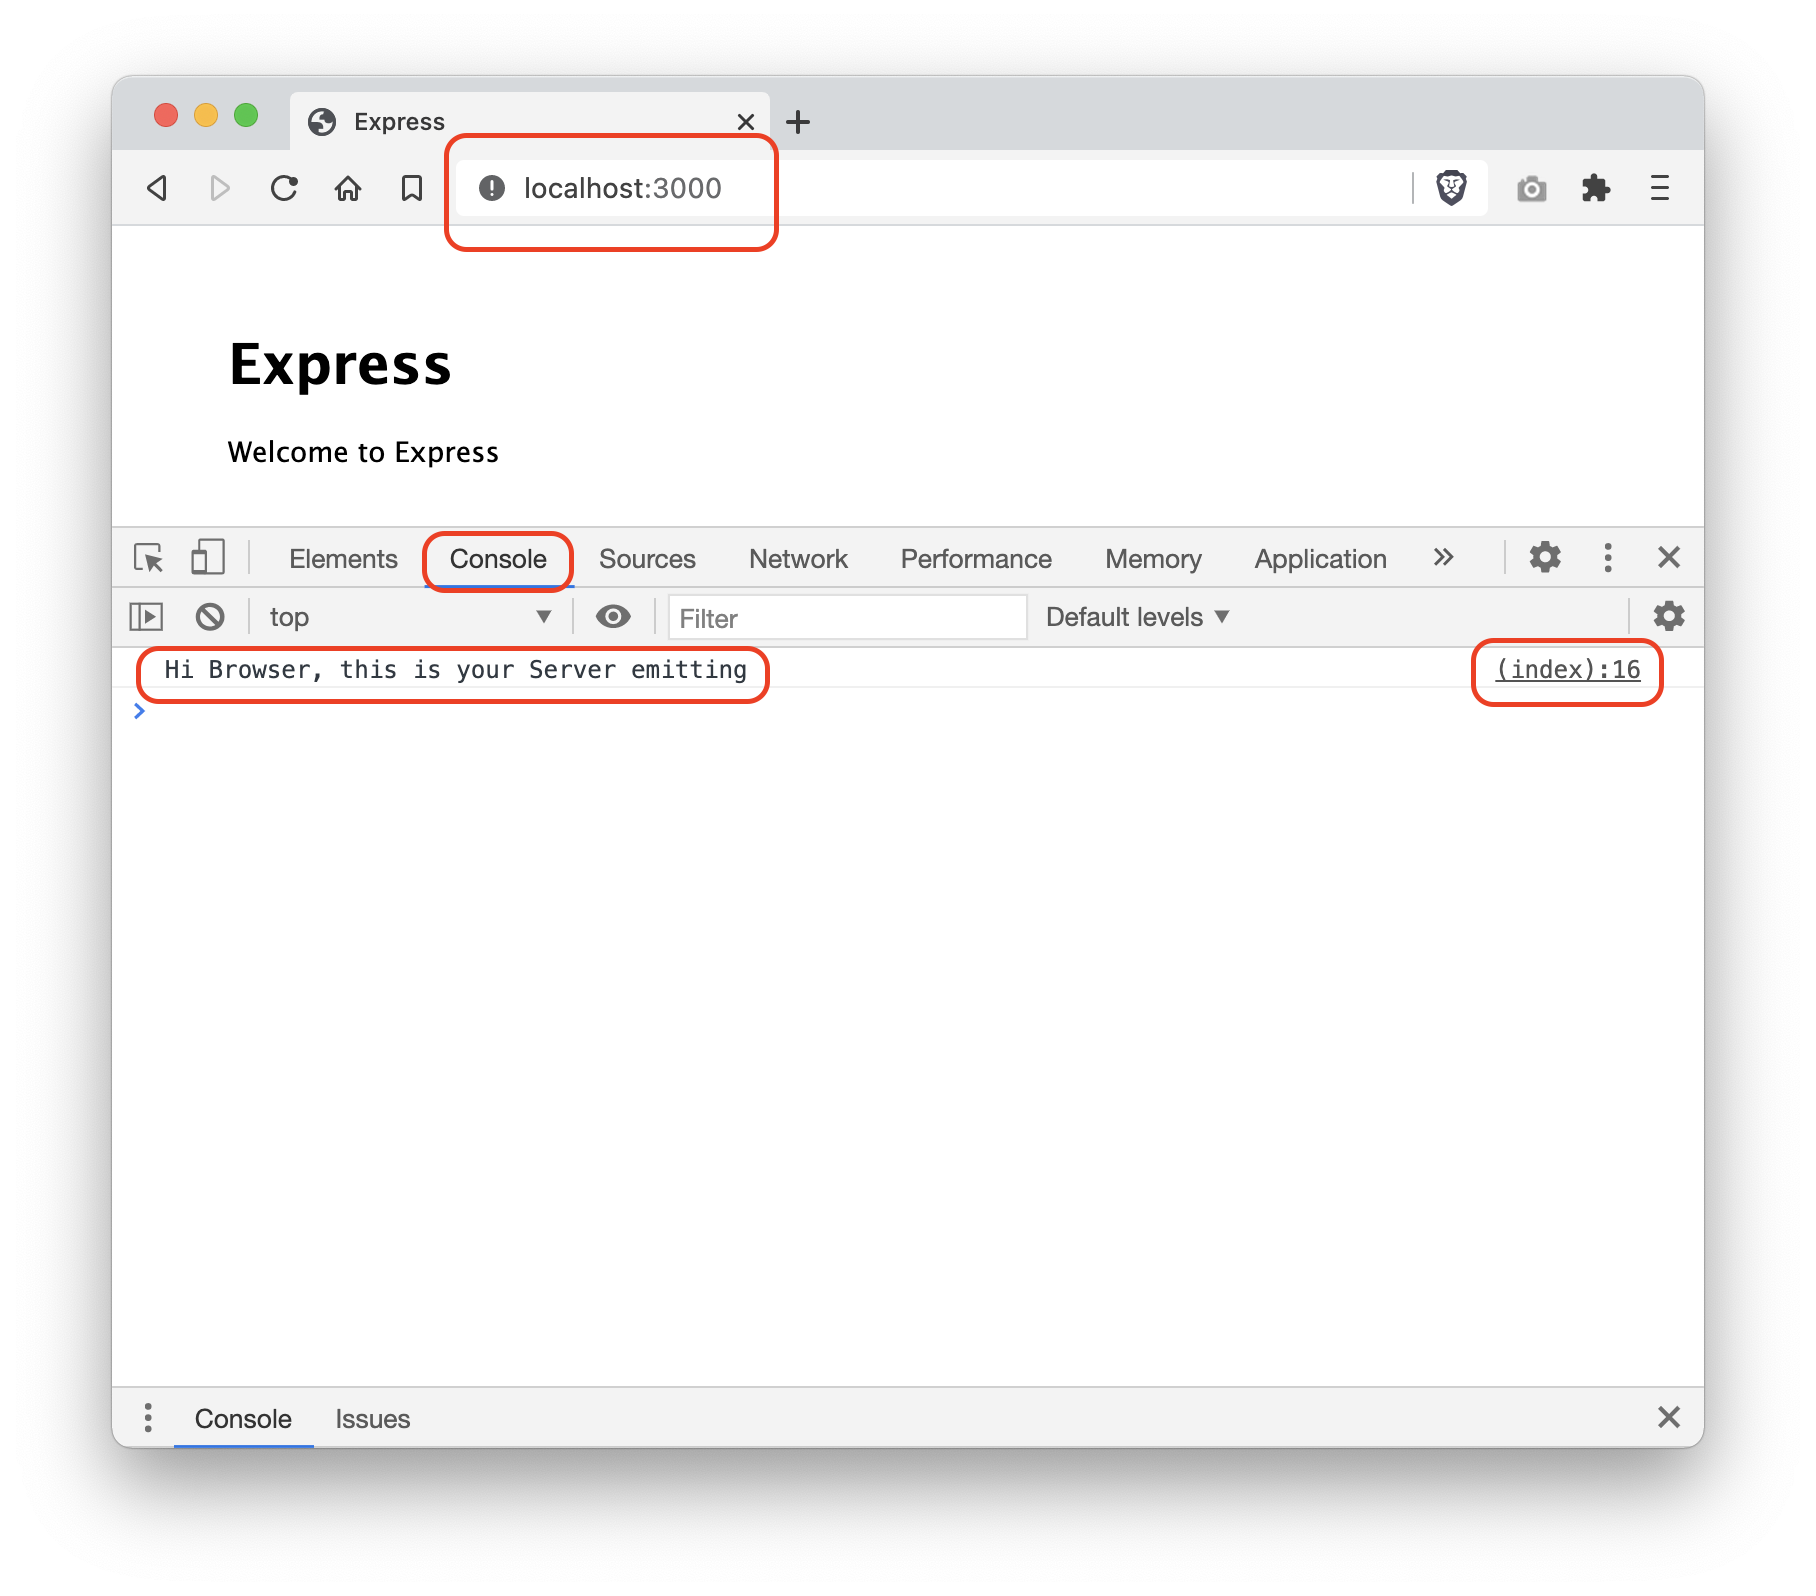 Express
localhost:3000
Express
Welcome to Express
Elements Console Sources Network Performance Memory Application
top Filter Default levels
Hi Browser, this is your Server emitting (index):16
Console Issues